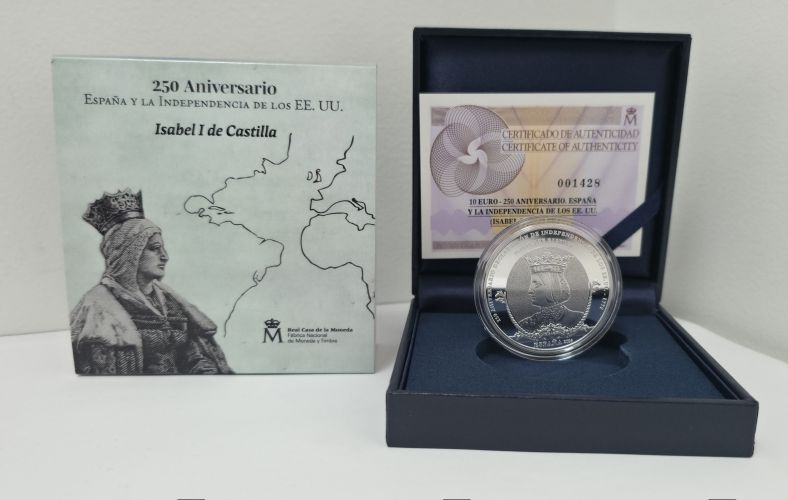 250 Aniversario
España y la Independencia de los EE. UU.
Isabel I de Castilla
M
Real Casa de la Moneda
Fábrica Nacional
de Moneda y Timbre
M
CERTIFICADO DE AUTENTICIDAD
CERTIFICATE OF AUTHENTICITY
001428
10 EURO - 250 ANIVERSARIO. ESPAÑA
Y LA INDEPENDENCIA DE LOS EE. UU.
(ISABEL
DE INDEPENDENCIA
ESPAÑA